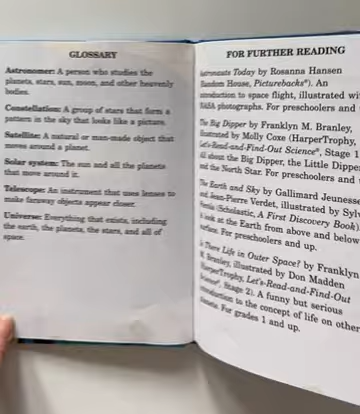 GLOSSARY
Astronomer: A person who studies the
planets, stars, sun, moon, and other heavenly
bodies.
Constellation: A group of stars that form a
pattern in the sky that looks like a picture.
Satellite: A natural or man-made object that
moves around a planet.
Solar system: The sun and all the planets
that move around it.
Telescope: An instrument that uses lenses to
make faraway objects appear closer.
Universe: Everything that exists, including
the earth, the planets, the stars, and all of
space.
FOR FURTHER READING
Astronauts Today by Rosanna Hansen
Random House, Picturebacks®). An
introduction to space flight, illustrated wi
NASA photographs. For preschoolers and
The Big Dipper by Franklyn M. Branley,
illustrated by Molly Coxe (HarperTrophy,
Let's-Read-and-Find-Out Science®, Stage 1
All about the Big Dipper, the Little Dipper
and the North Star. For preschoolers and
The Earth and Sky by Gallimard Jeunesse
and Jean-Pierre Verdet, illustrated by Sylv
(Scholastic, A First Discovery Book)
look at the Earth from above and below
surface. For preschoolers and up.
Is There Life in Outer Space? by Franklyn
M. Branley, illustrated by Don Madden
HarperTrophy, Let's-Read-and-Find-Out
Stage 2). A funny but serious
introduction to the concept of life on other
planets. For grades 1 and up.